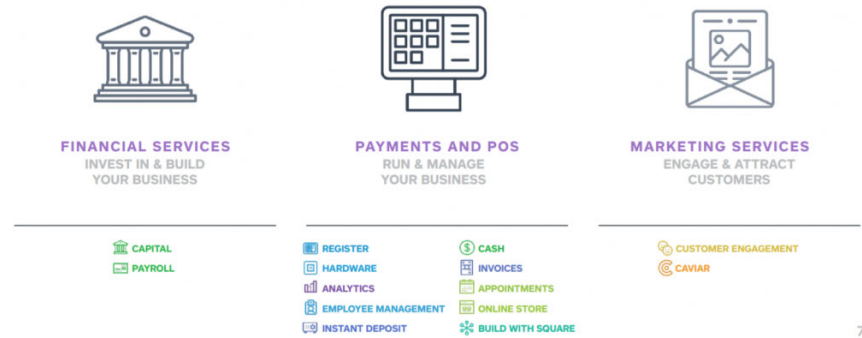 FINANCIAL SERVICES
INVEST IN & BUILD
YOUR BUSINESS
CAPITAL
PAYROLL
PAYMENTS AND POS
RUN & MANAGE
YOUR BUSINESS
REGISTER
HARDWARE
ANALYTICS
EMPLOYEE MANAGEMENT
INSTANT DEPOSIT
CASH
INVOICES
APPOINTMENTS
ONLINE STORE
BUILD WITH SQUARE
MARKETING SERVICES
ENGAGE & ATTRACT
CUSTOMERS
CUSTOMER ENGAGEMENT
CAVIAR
7